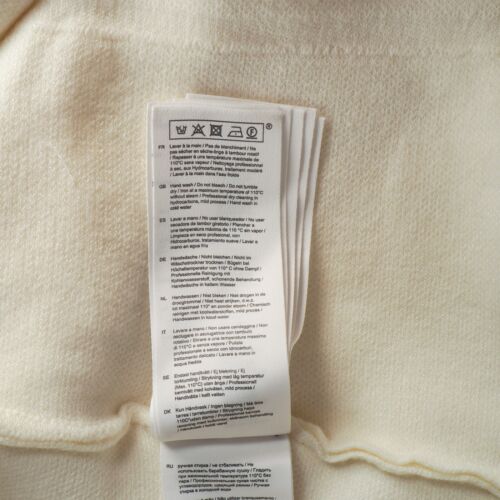 ®
FR Laver à la main / Pas de blanchiment / Ne
pas sécher en sèche-linge à tambour rotatif
/ Repasser à une température maximale de
110°C sans vapeur / Nettoyage professionnel
à sec, aux Hydrocarbures, traitement modéré
/ Laver à la main dans l'eau froide
GB Hand wash / Do not bleach / Do not tumble
dry / Iron at a maximum temperature of 110°C
without steam / Professional dry cleaning in
hydrocarbons, mild process / Hand wash in
cold water
ES Lavar a mano / No usar blanqueador / No usar
secadora de tambor giratorio / Planchar a
una temperatura máxima de 110 °C sin vapor /
Limpieza en seco profesional, con
Hidrocarburo, tratamiento suave / Lavar a
mano en agua fría
DE Handwäsche / Nicht bleichen / Nicht im
Wäschetrockner trocknen / Bügeln bei
Höchsttemperatur von 110° C ohne Dampf /
Professionelle Reinigung mit
Kohlenwasserstoff, schonende Behandlung /
Handwäsche in kaltem Wasser
NL Handwassen / Niet bleken / Niet drogen in de
droogtrommel / Niet heet strijken, d.w.z.
tot maximaal 110° en zonder stoom / Chemisch
reinigen met koolwaterstoffen, mild proces /
Handwassen in koud water
IT Lavare a mano / Non usare candeggina / Non
asciugare in asciugatrice con tamburo
rotativo / Stirare a una temperatura massima
di 110°C e senza vapore / Pulizia
professionale a secco con idrocarburi,
trattamento delicato / Lavare a mano in
acqua fredda
SE Endast handtvätt / Ej blekning / Ej
torktumling / Strykning med låg temperatur
(Max. 110°C) utan ånga / Professionell
kemtvätt med kolväten, mild process /
Handtvätta i kallt vatten
DK Kun Håndvask / Ingen blegning / Må ikke
tørres i tørretumbler / Strygning max
110°C uden damp / Professionel
rensning med kulbrinter, skånsom behandling
/ Håndvask i koldt vand
RU ручная стирка / не отбеливать / Не
использовать барабанную сушку / Гладить
при максимальной температуре 110°C без
пара / Профессиональная сухая чистка с